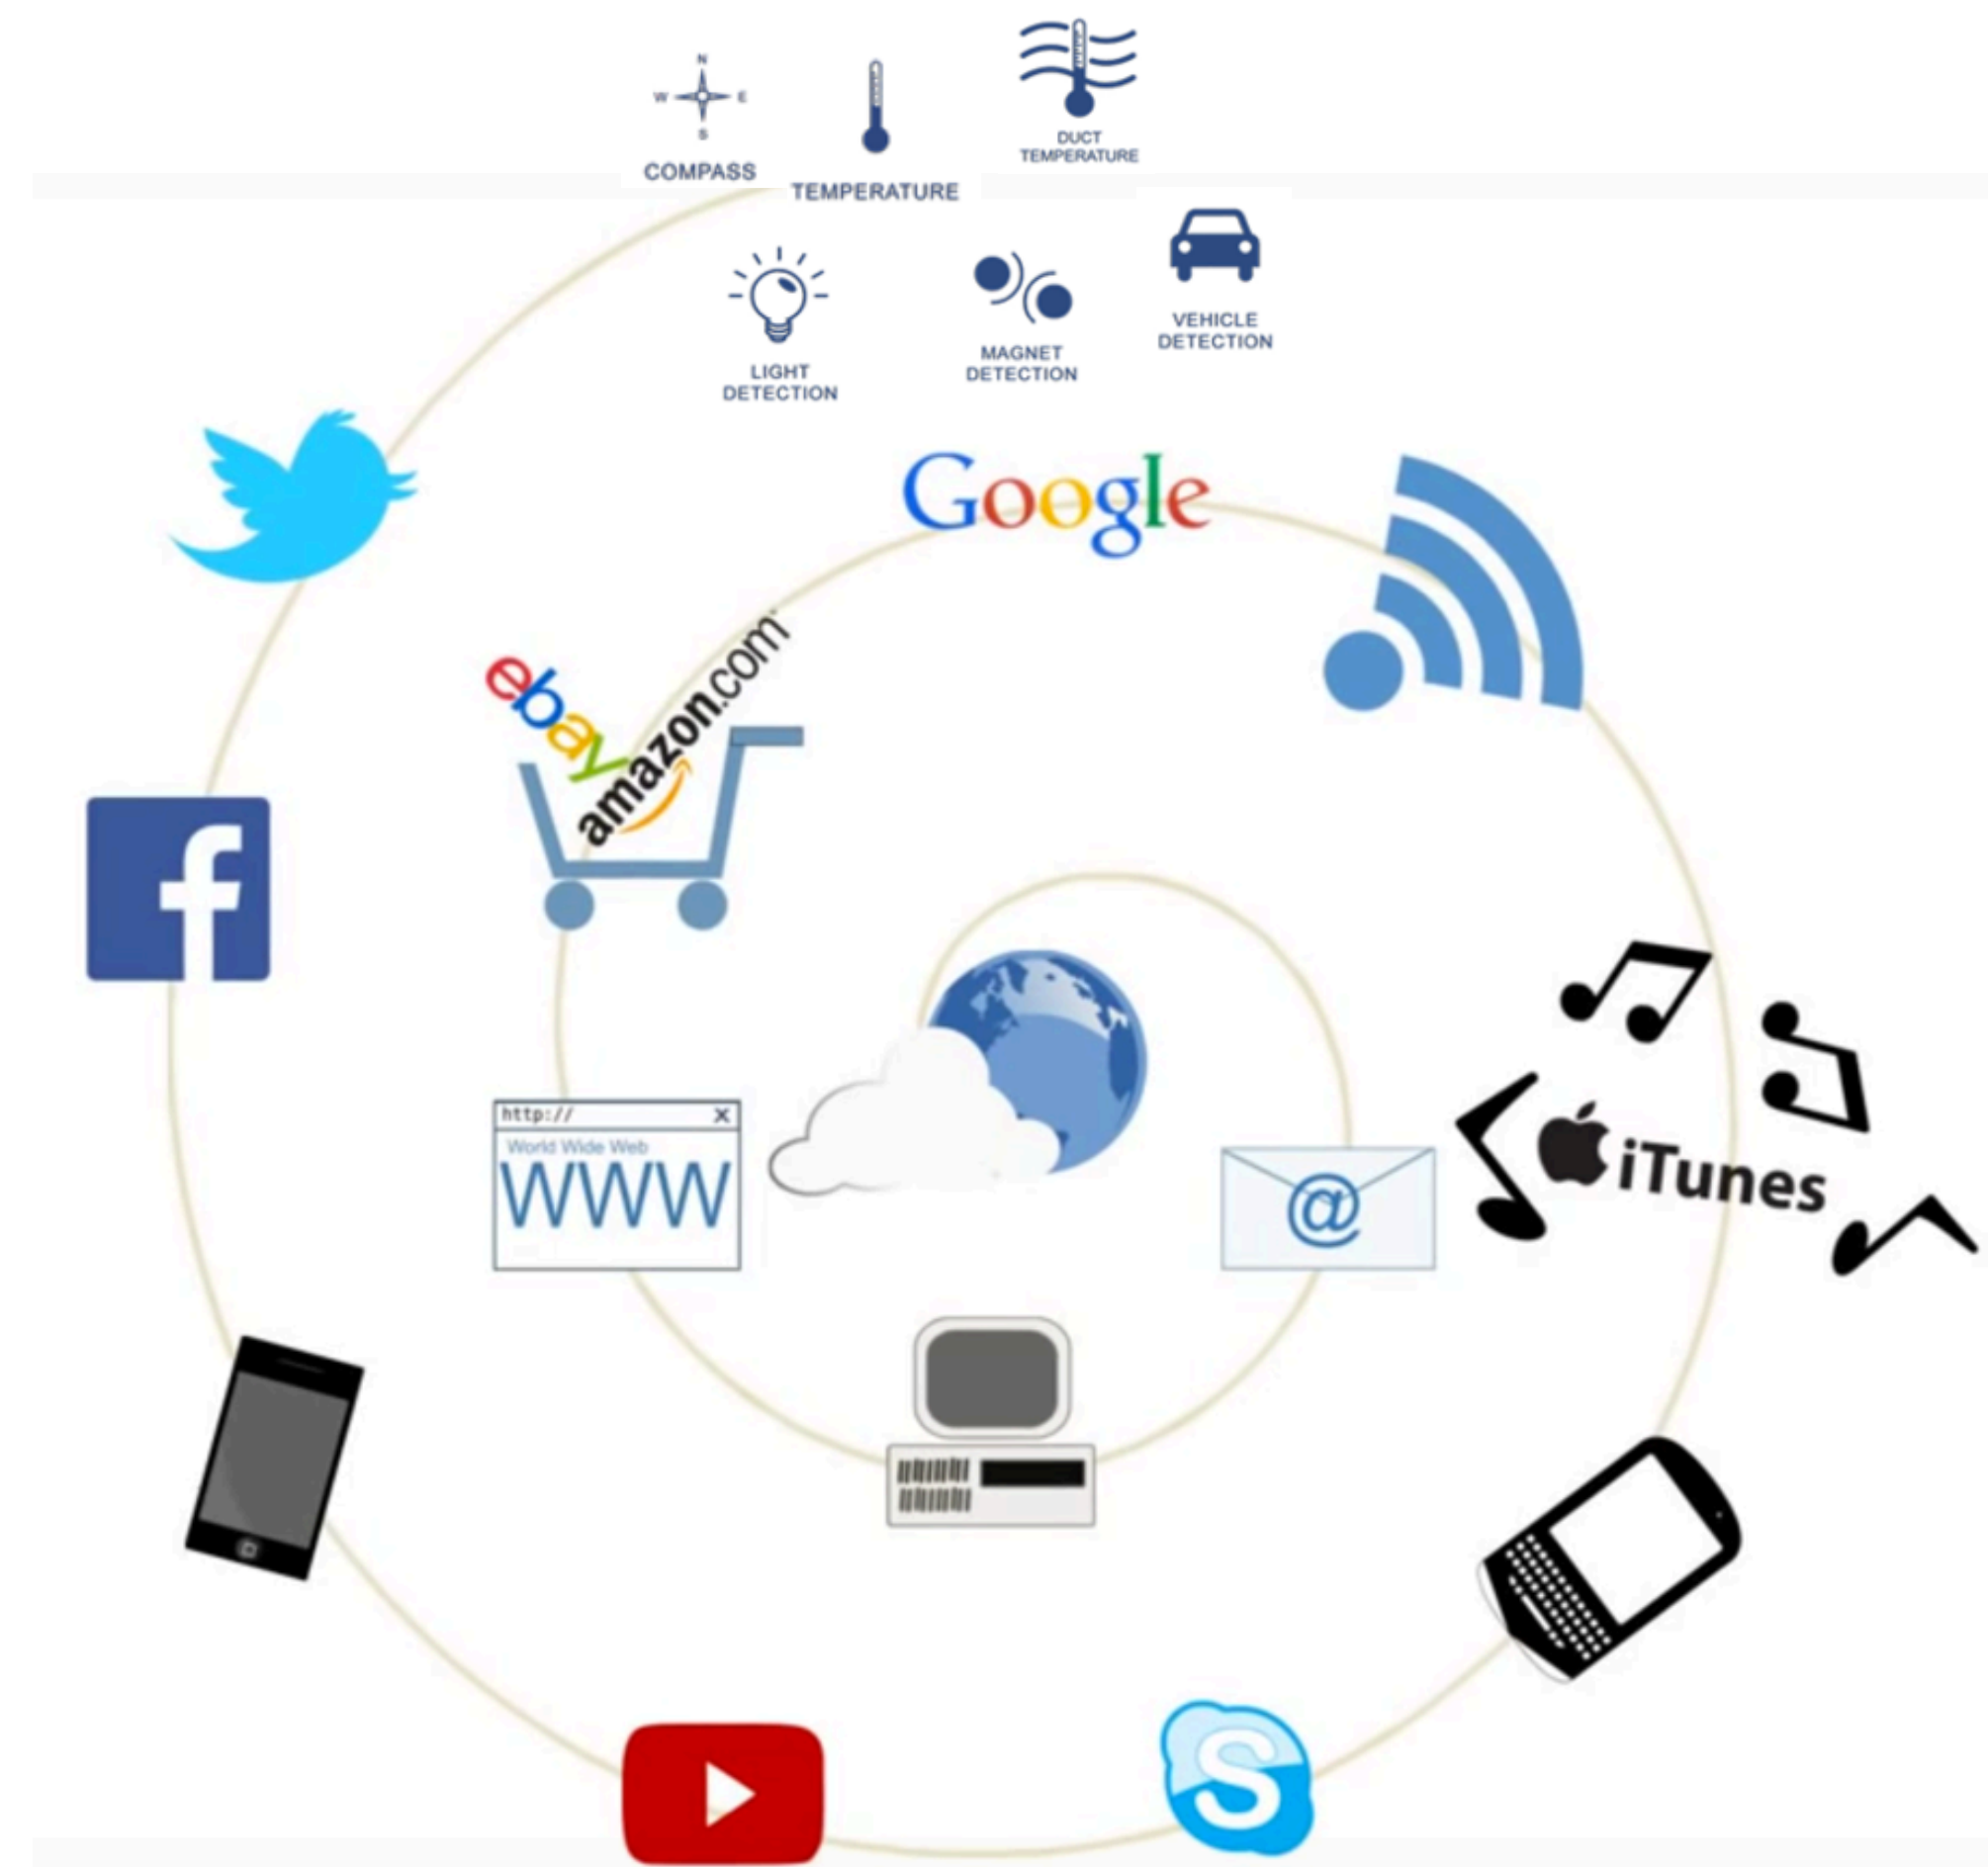 N
W E
S
COMPASS
TEMPERATURE
DUCT
TEMPERATURE
LIGHT
DETECTION
MAGNET
DETECTION
VEHICLE
DETECTION
Google
ebay
amazon.com
http:// X
World Wide Web
WWW
@
iTunes
f
S